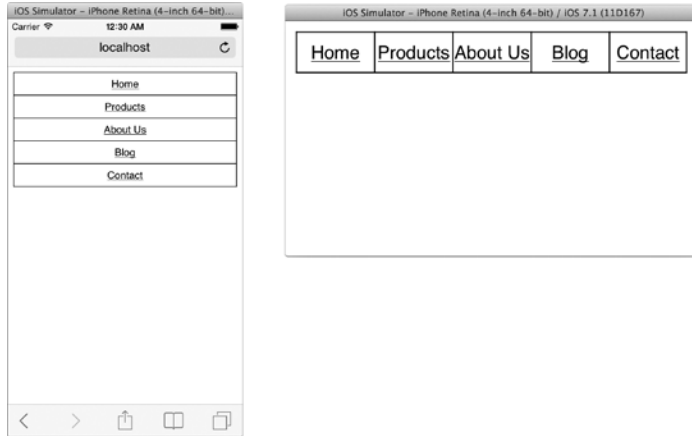 iOS Simulator – iPhone Retina (4-inch 64-bit)...
Carrier 12:30 AM
localhost
Home
Products
About Us
Blog
Contact
iOS Simulator – iPhone Retina (4-inch 64-bit) / iOS 7.1 (11D167)
Home Products About Us Blog Contact